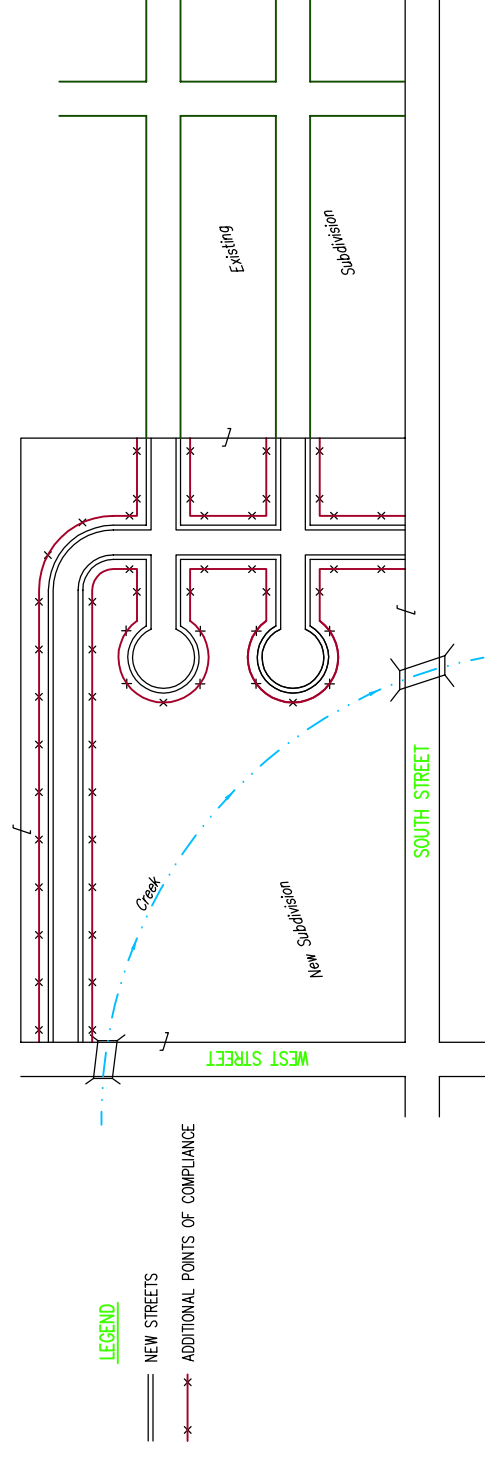 Existing
Subdivision
Creek
New Subdivision
SOUTH STREET
WEST STREET
LEGEND
NEW STREETS
ADDITIONAL POINTS OF COMPLIANCE